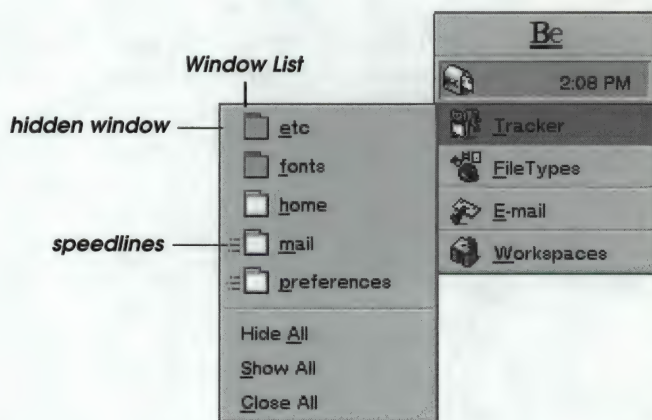 Be
2:08 PM
Tracker
FileTypes
E-mail
Workspaces
Window List
hidden window
speedlines
etc
fonts
home
mail
preferences
Hide All
Show All
Close All